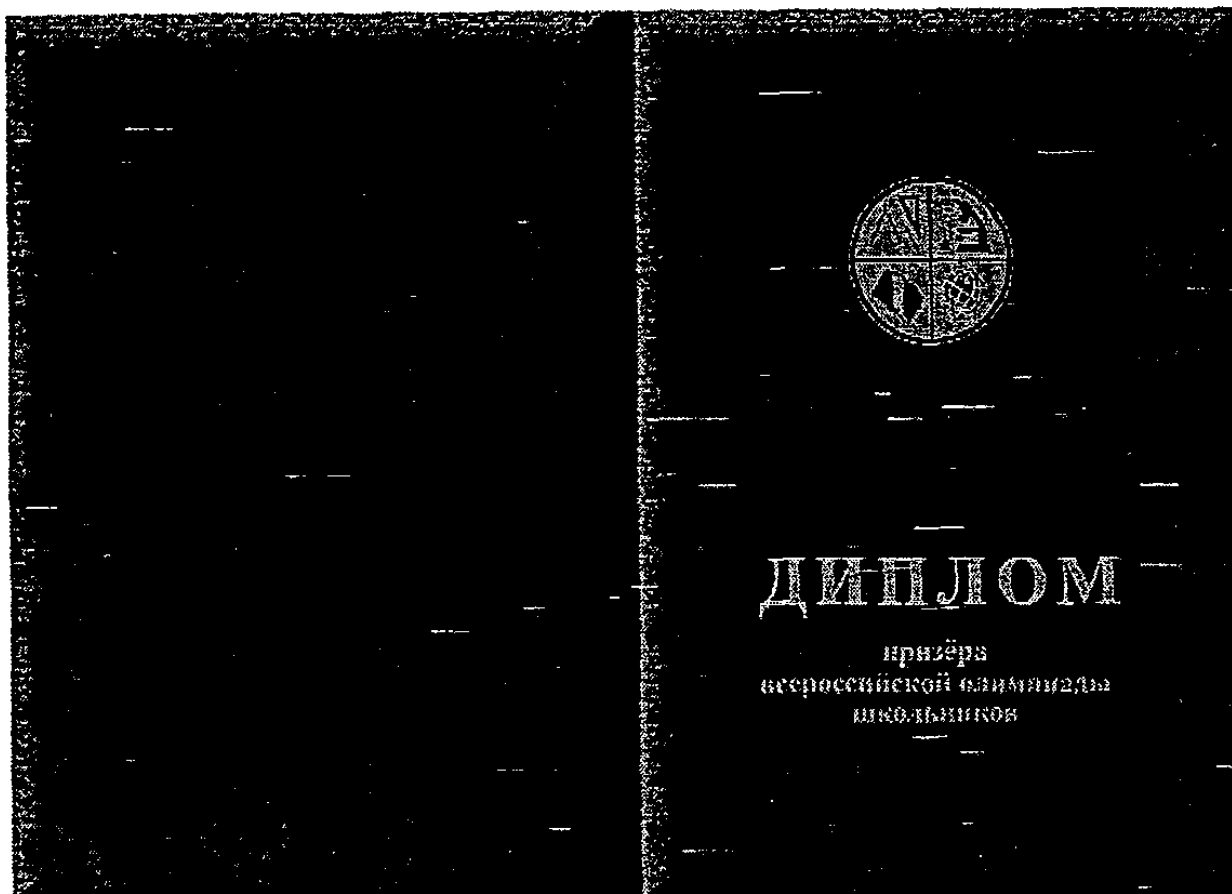 ДИПЛОМ
призёра
всероссийской олимпиады
школьников